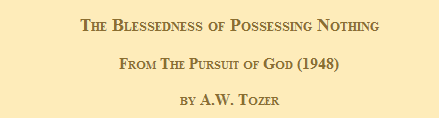 The Blessedness of Possessing Nothing
From The Pursuit of God (1948)
by A.W. Tozer